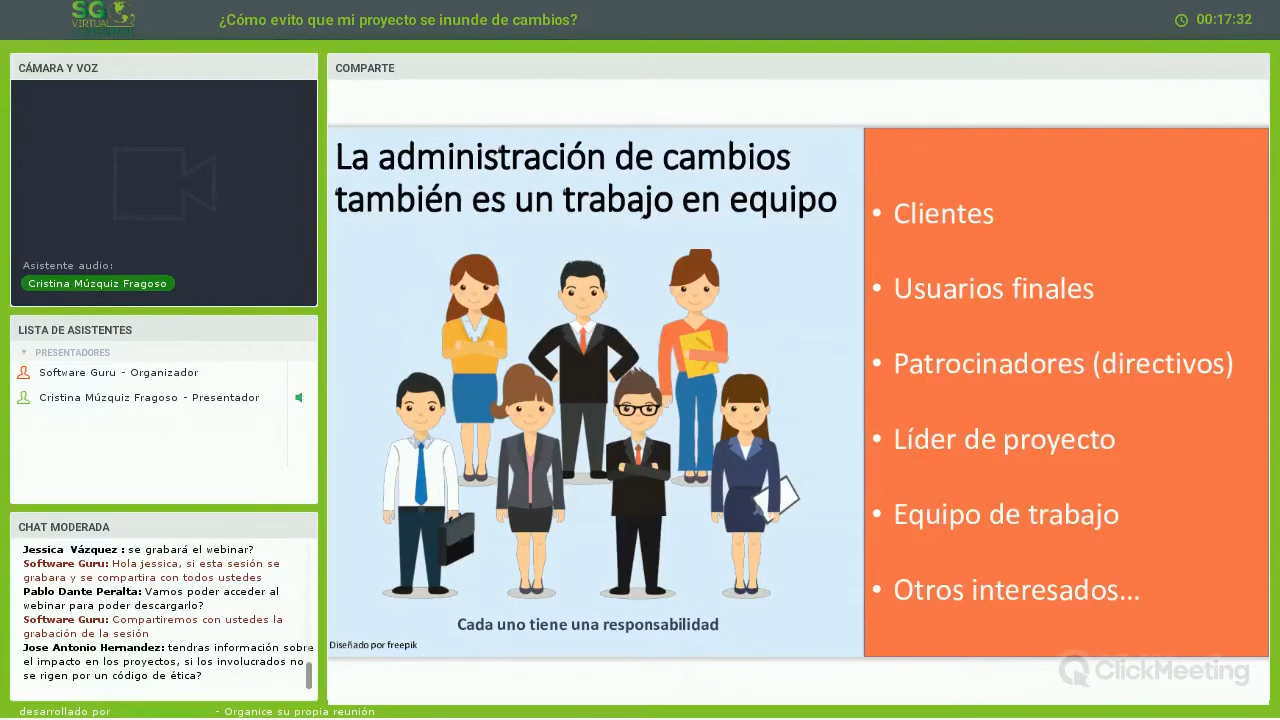 SG
VIRTUAL
¿Cómo evito que mi proyecto se inunde de cambios?
00:17:32
CÁMARA Y VOZ
Asistente audio:
Cristina Múzquiz Fragoso
LISTA DE ASISTENTES
PRESENTADORES
Software Guru - Organizador
Cristina Múzquiz Fragoso - Presentador
CHAT MODERADA
Jessica Vázquez : se grabará el webinar?
Software Guru: Hola jessica, si esta sesión se
grabara y se compartira con todos ustedes
Pablo Dante Peralta: Vamos poder acceder al
webinar para poder descargarlo?
Software Guru: Compartiremos con ustedes la
grabación de la sesión
Jose Antonio Hernandez: tendras información sobre
el impacto en los proyectos, si los involucrados no
se rigen por un código de ética?
COMPARTE
La administración de cambios
también es un trabajo en equipo
Cada uno tiene una responsabilidad
Diseñado por freepik
• Clientes
• Usuarios finales
• Patrocinadores (directivos)
• Líder de proyecto
• Equipo de trabajo
• Otros interesados...
ClickMeeting
desarrollado por
- Organice su propia reunión